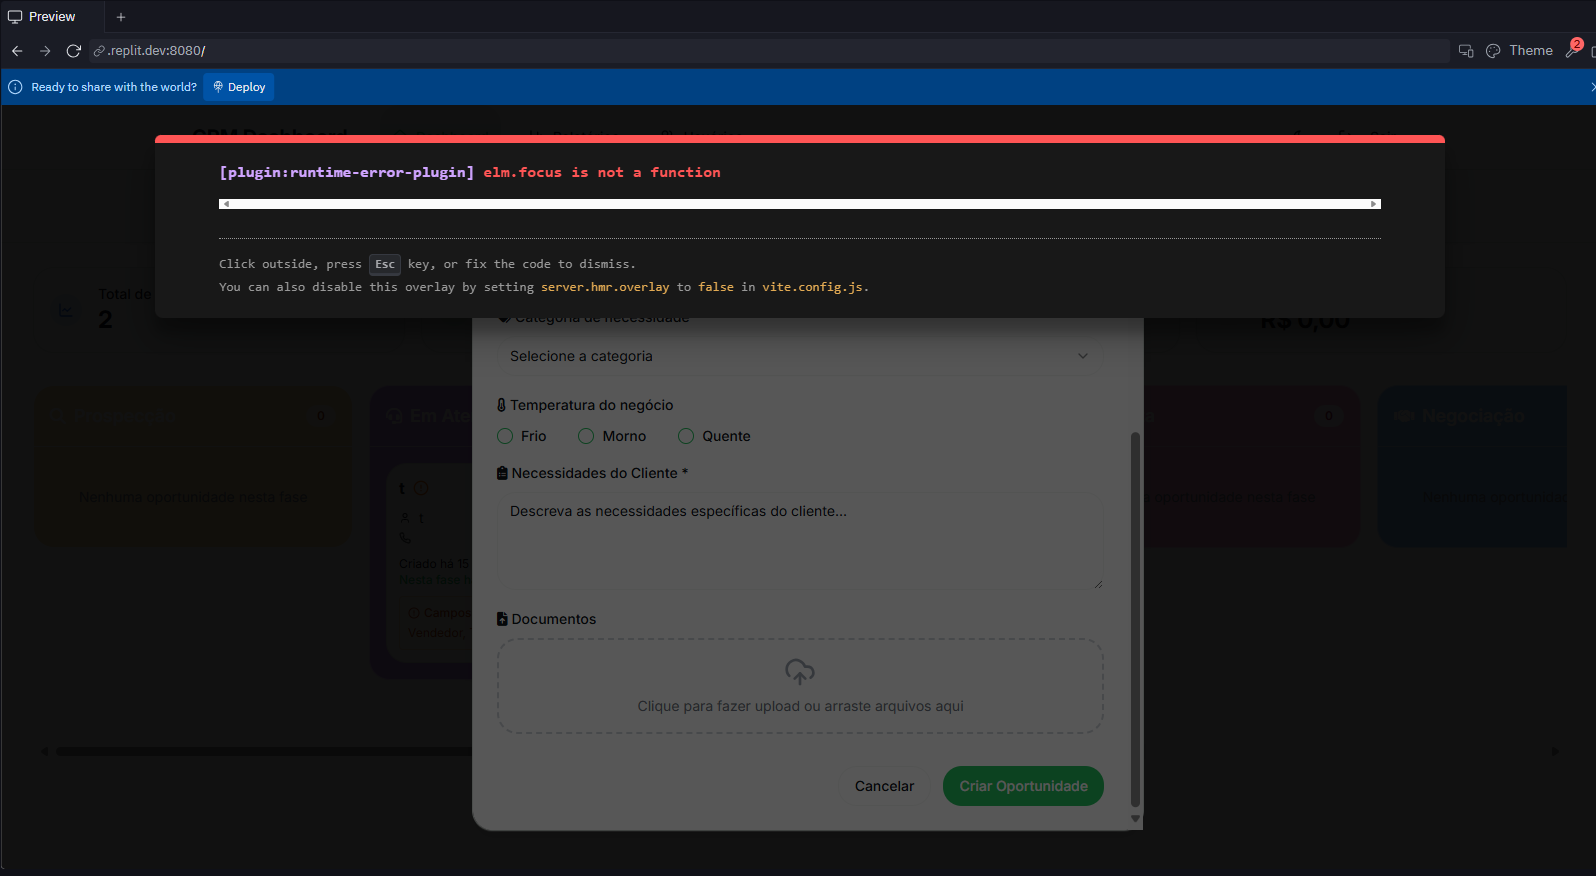 Preview
.replit.dev:8080/
Theme
2
Ready to share with the world?
Deploy
CRM Dashboard
[plugin:runtime-error-plugin] elm.focus is not a function
Click outside, press Esc key, or fix the code to dismiss.
You can also disable this overlay by setting server.hmr.overlay to false in vite.config.js.
Total de
2
R$ 0,00
Categoria de necessidade
Selecione a categoria
Temperatura do negócio
Frio
Morno
Quente
Necessidades do Cliente *
Descreva as necessidades específicas do cliente...
Documentos
Clique para fazer upload ou arraste arquivos aqui
Cancelar
Criar Oportunidade
0
Nenhuma oportunidade nesta fase
Em Ate
t
t
Criado há 15
Nesta fase h
Campos
Vendedor
0
oportunidade nesta fase
Negociação
Nenhuma oportunidad